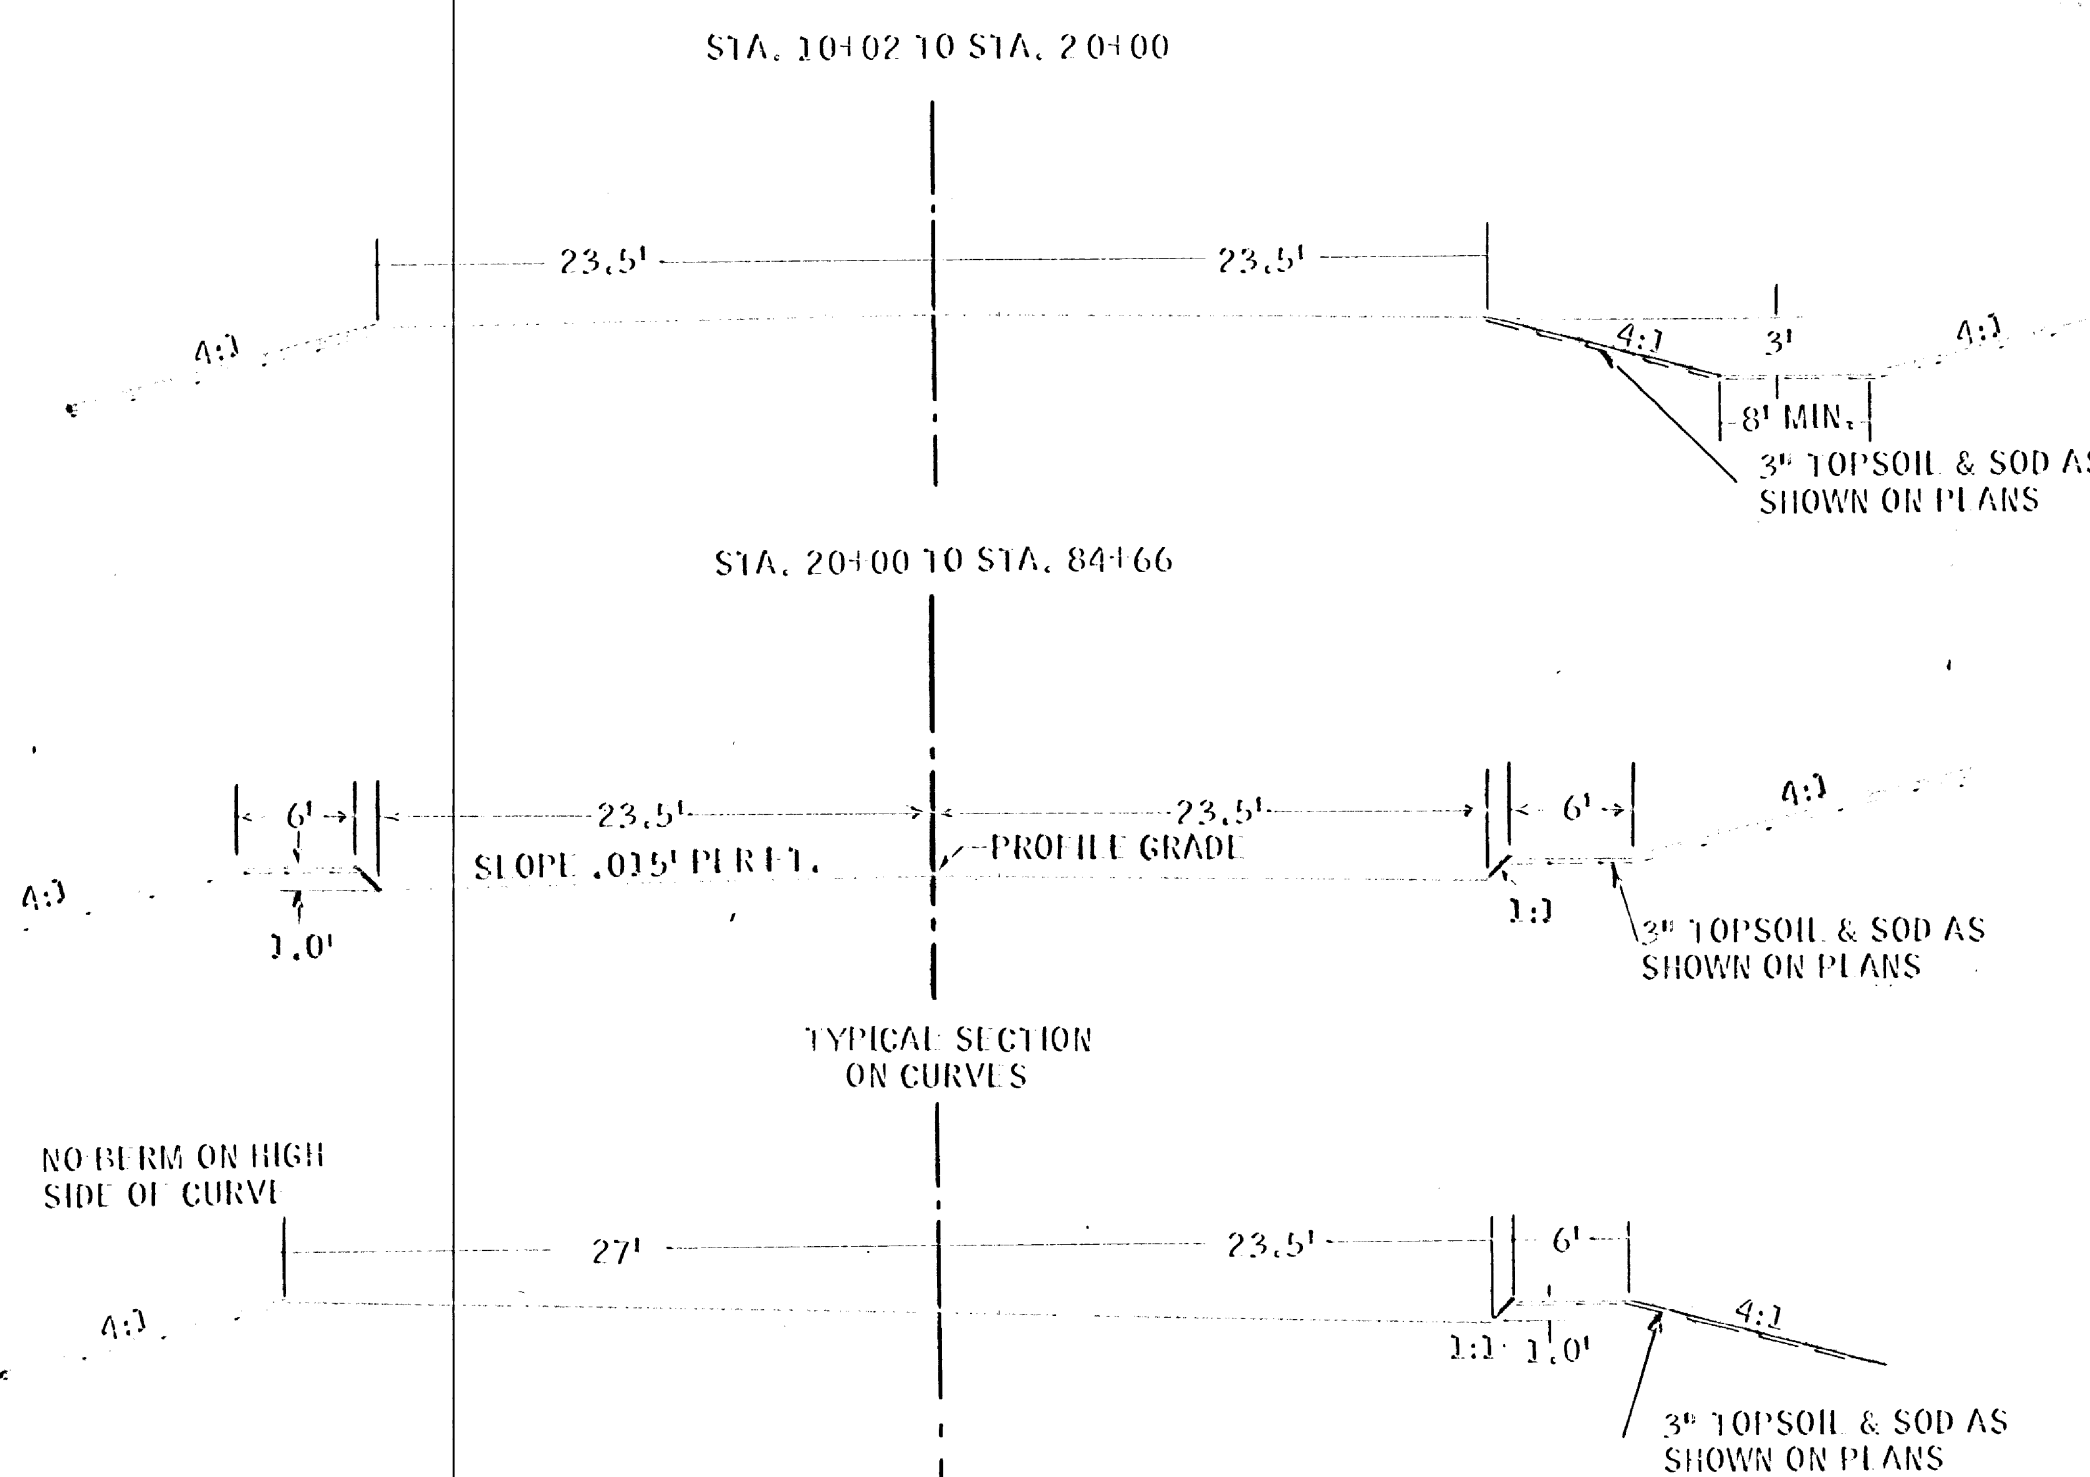 STA. 10+02 TO STA. 20+00
23.5' 23.5'
4:1 4:1 3' 4:1
8' MIN.
3" TOPSOIL & SOD AS
SHOWN ON PLANS
STA. 20+00 TO STA. 84+66
6' 23.5' 23.5' 6' 4:1
SLOPE .015' PER FT. PROFILE GRADE
4:1 1:1
1.0'
3" TOPSOIL & SOD AS
SHOWN ON PLANS
TYPICAL SECTION
ON CURVES
NO BERM ON HIGH
SIDE OF CURVE
27' 23.5' 6'
4:1 4:1
1:1 1.0'
3" TOPSOIL & SOD AS
SHOWN ON PLANS